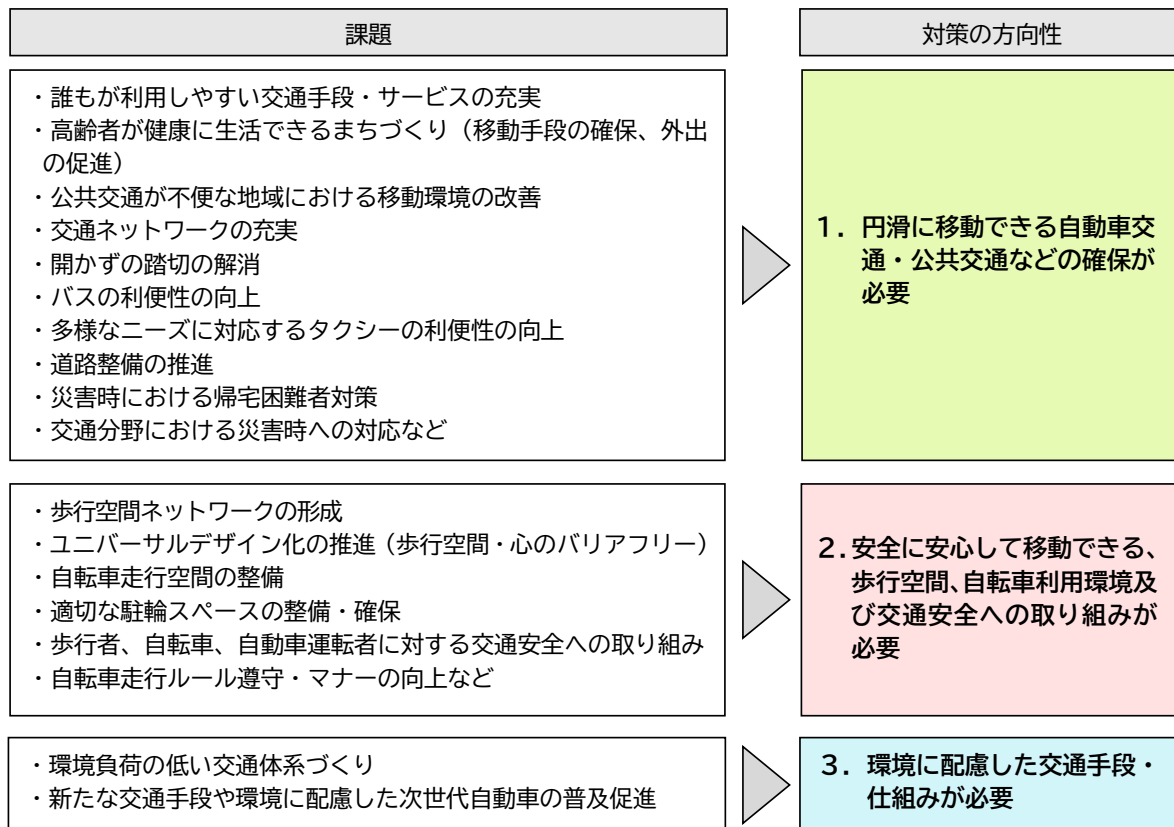 課題
対策の方向性
・誰もが利用しやすい交通手段・サービスの充実
・高齢者が健康に生活できるまちづくり（移動手段の確保、外出
の促進）
・公共交通が不便な地域における移動環境の改善
・交通ネットワークの充実
・開かずの踏切の解消
・バスの利便性の向上
・多様なニーズに対応するタクシーの利便性の向上
・道路整備の推進
・災害時における帰宅困難者対策
・交通分野における災害時への対応など
1．円滑に移動できる自動車交
通・公共交通などの確保が
必要
・歩行空間ネットワークの形成
・ユニバーサルデザイン化の推進（歩行空間・心のバリアフリー）
・自転車走行空間の整備
・適切な駐輪スペースの整備・確保
・歩行者、自転車、自動車運転者に対する交通安全への取り組み
・自転車走行ルール遵守・マナーの向上など
2．安全に安心して移動できる、
歩行空間、自転車利用環境及
び交通安全への取り組みが
必要
・環境負荷の低い交通体系づくり
・新たな交通手段や環境に配慮した次世代自動車の普及促進
3．環境に配慮した交通手段・
仕組みが必要